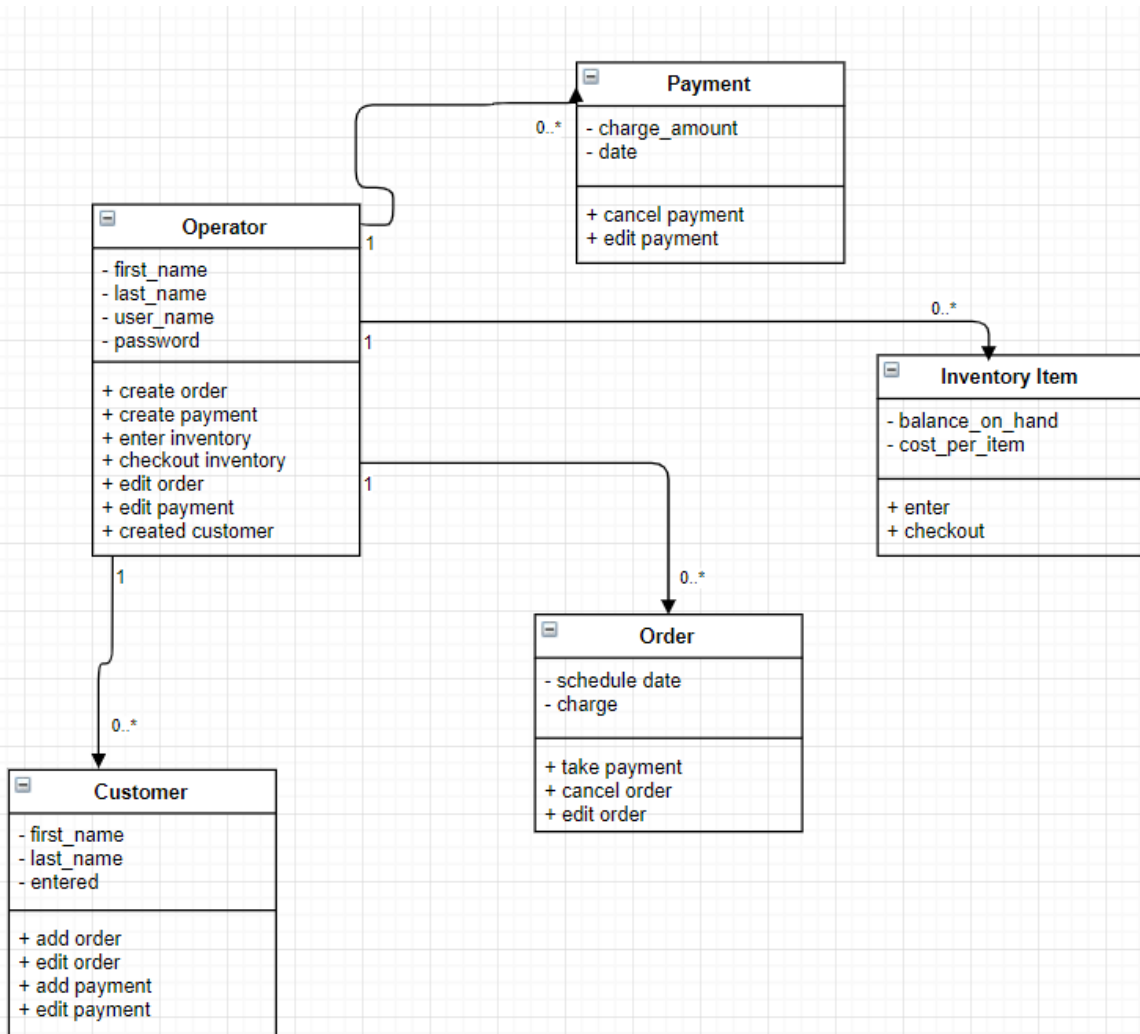 Payment
- charge_amount
- date
+ cancel payment
+ edit payment
0..*
Operator
- first_name
- last_name
- user_name
- password
+ create order
+ create payment
+ enter inventory
+ checkout inventory
+ edit order
+ edit payment
+ created customer
1
1
0..*
Inventory Item
- balance_on_hand
- cost_per_item
+ enter
+ checkout
1
0..*
Order
- schedule date
- charge
+ take payment
+ cancel order
+ edit order
1
0..*
Customer
- first_name
- last_name
- entered
+ add order
+ edit order
+ add payment
+ edit payment